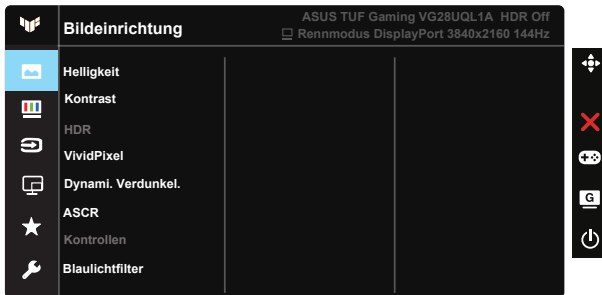 Bildeinrichtung
ASUS TUF Gaming VG28UQL1A HDR Off
Rennmodus DisplayPort 3840x2160 144Hz
Helligkeit
Kontrast
HDR
VividPixel
Dynami. Verdunkel.
ASCR
Kontrollen
Blaulichtfilter
G